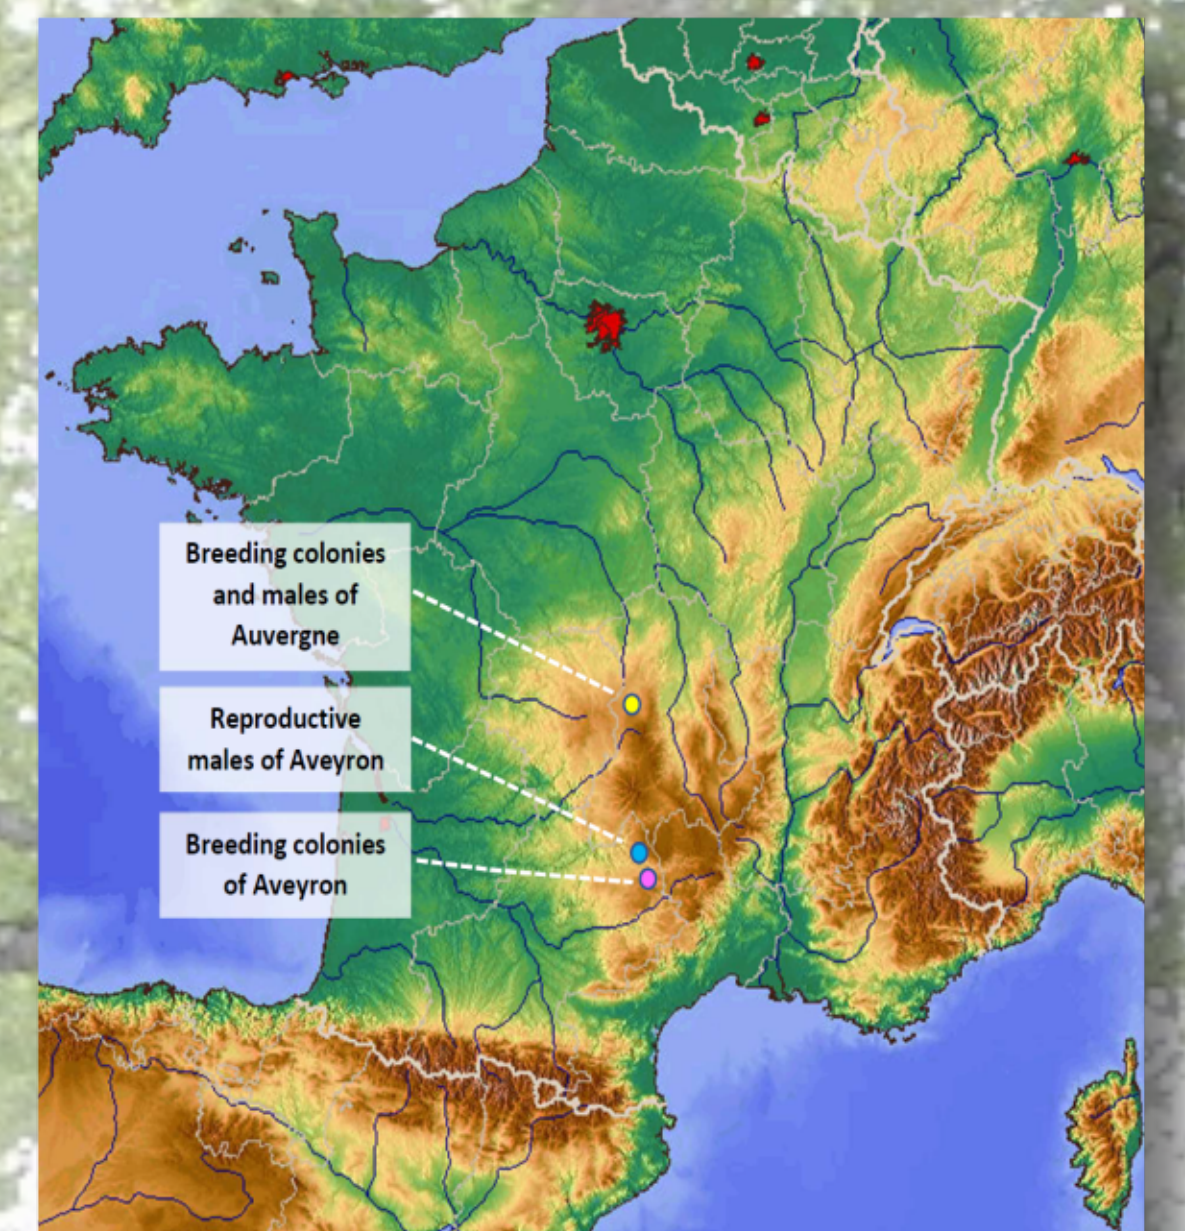 Breeding colonies
and males of
Auvergne
Reproductive
males of Aveyron
Breeding colonies
of Aveyron